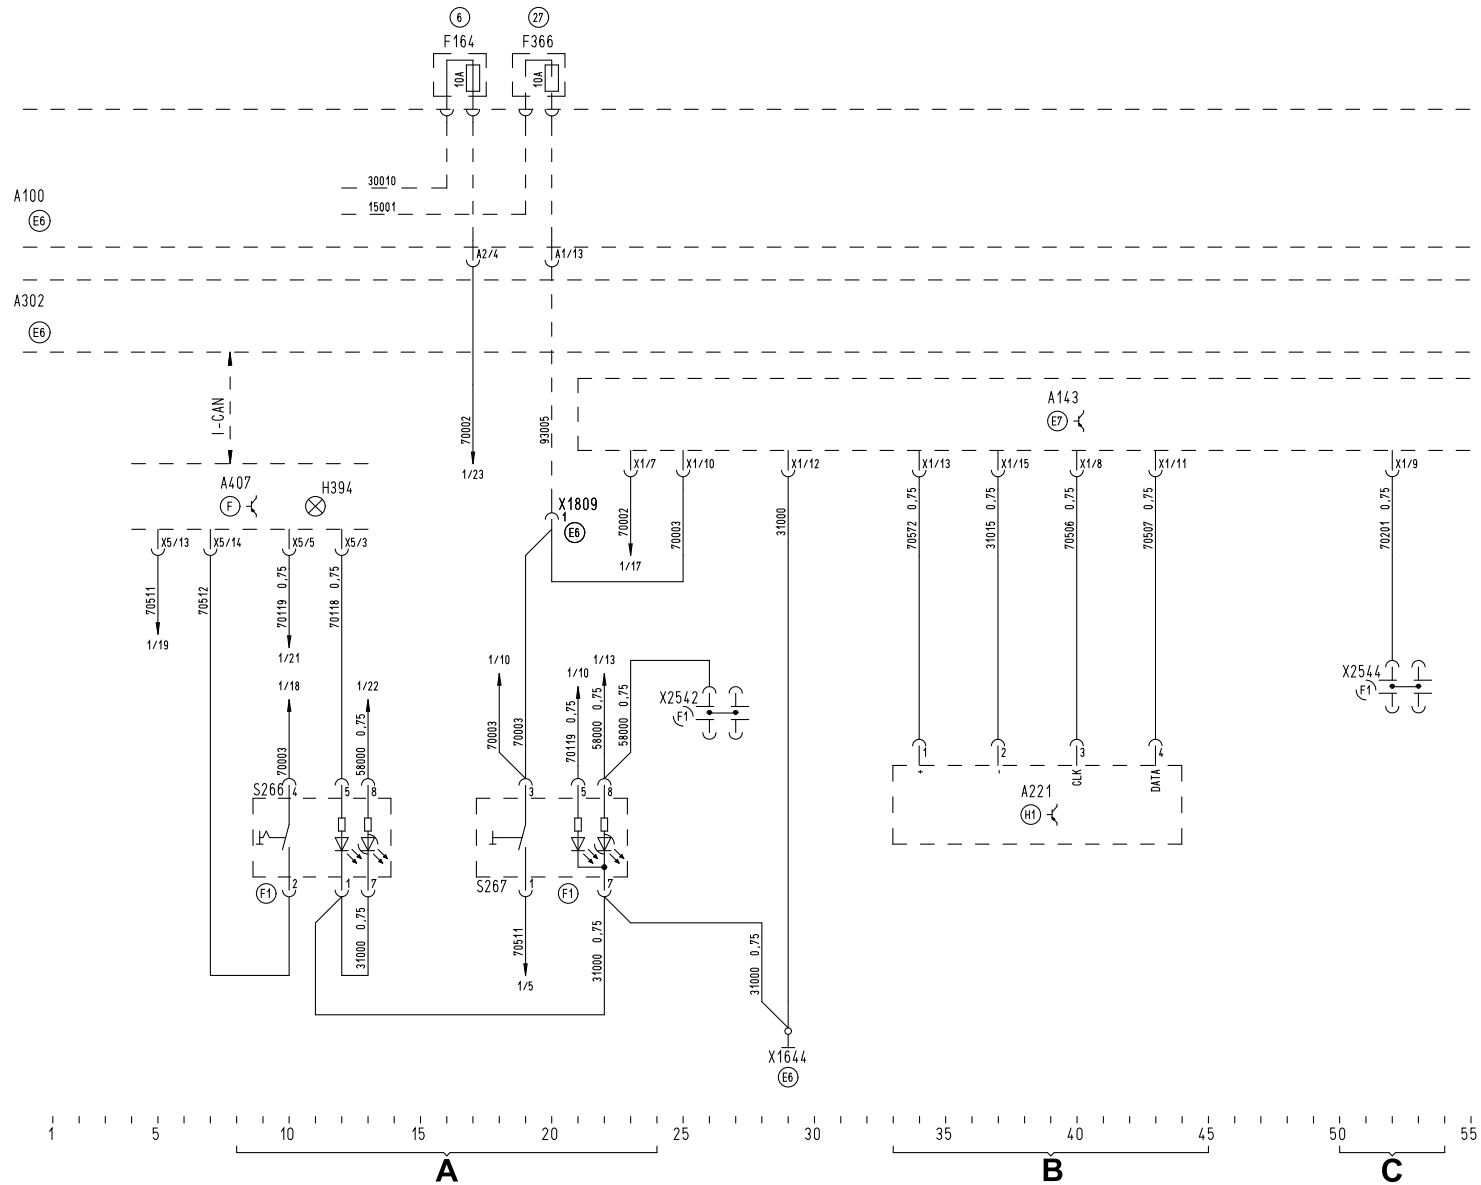 6 27
F164 F366
10A 10A
30010
A100
15001
E6
A2/4 A1/13
A302
E6
I-CAN
70002
93005
A143
E7
X1/7 X1/10 X1/12 X1/13 X1/15 X1/8 X1/11 X1/9
1/23
A407 H394
F
X1809
1
E6
70002 70003 31000 70572 0,75 31015 0,75 70506 0,75 70507 0,75 70201 0,75
X5/13 X5/14 X5/5 X5/3
1/17
70511 70512 70119 0,75 70118 0,75
1/19 1/21
1/10 1/10 1/13
1/18 1/22
X2542
F1
X2544
F1
70003 58000 0,75 70003 70003 70119 0,75 58000 0,75 58000 0,75
1 2 3 4
+ - CLK DATA
S266 4 5 8 3 5 8
A221
H1
F1 2 1 7 S267 1 F1 7
31000 0,75 70511 31000 0,75 31000 0,75
1/5
X1644
E6
1 5 10 15 20 25 30 35 40 45 50 55
A B C